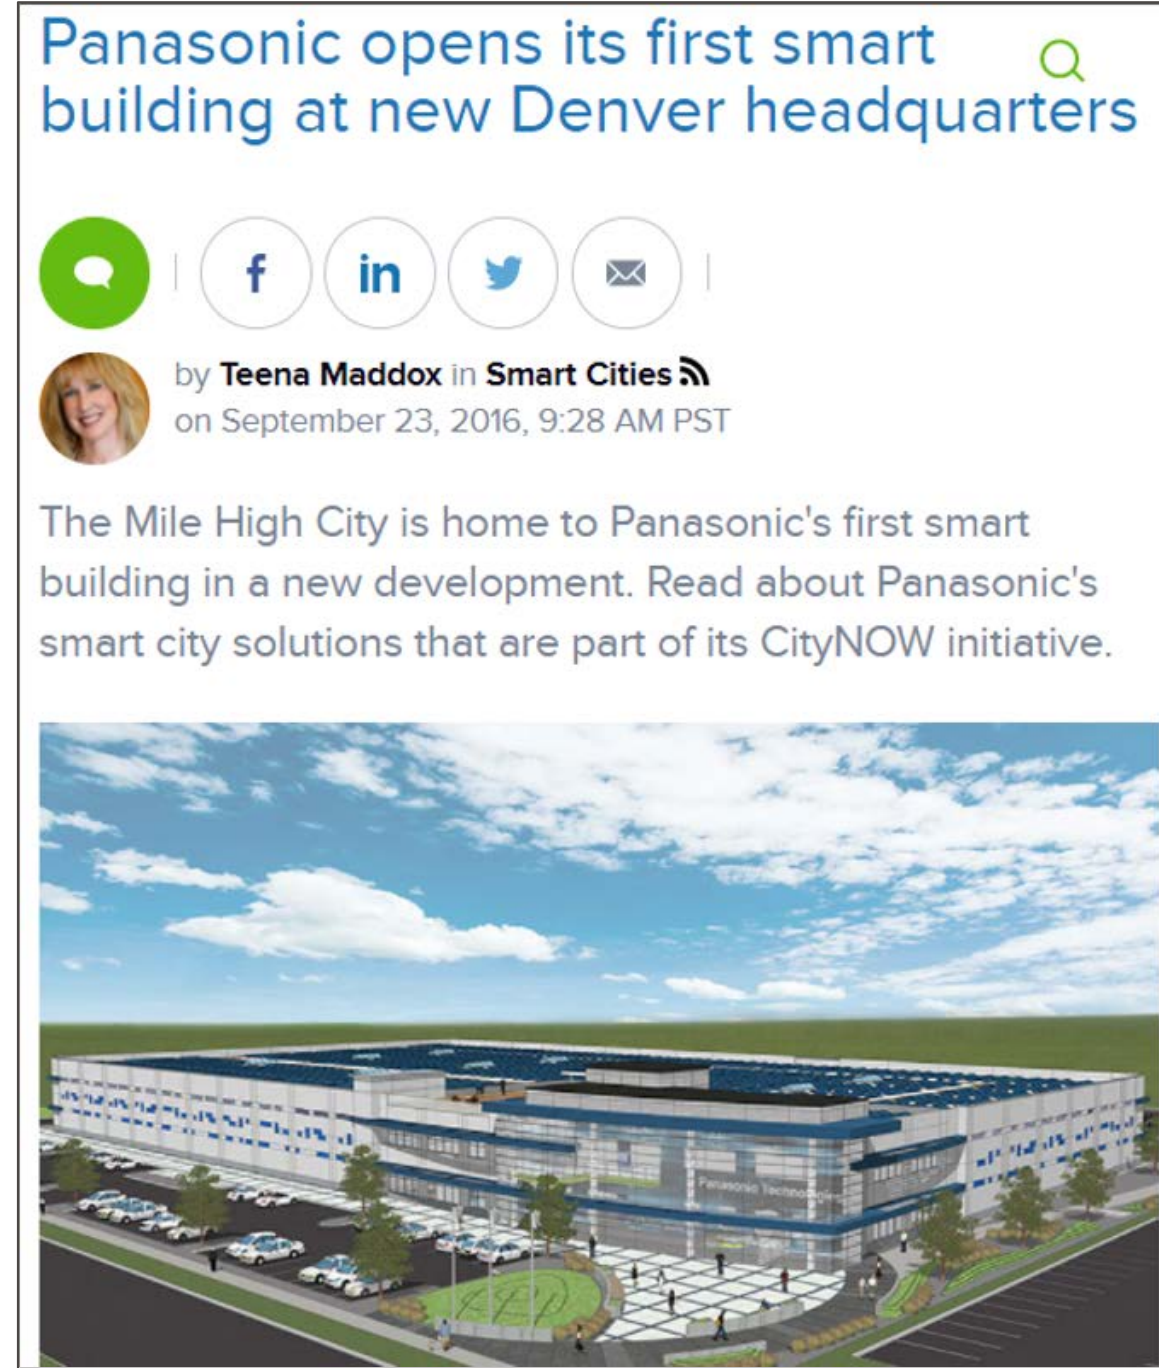 Panasonic opens its first smart
building at new Denver headquarters
f
in
by Teena Maddox in Smart Cities
on September 23, 2016, 9:28 AM PST
The Mile High City is home to Panasonic's first smart
building in a new development. Read about Panasonic's
smart city solutions that are part of its CityNOW initiative.
Panasonic Technologies